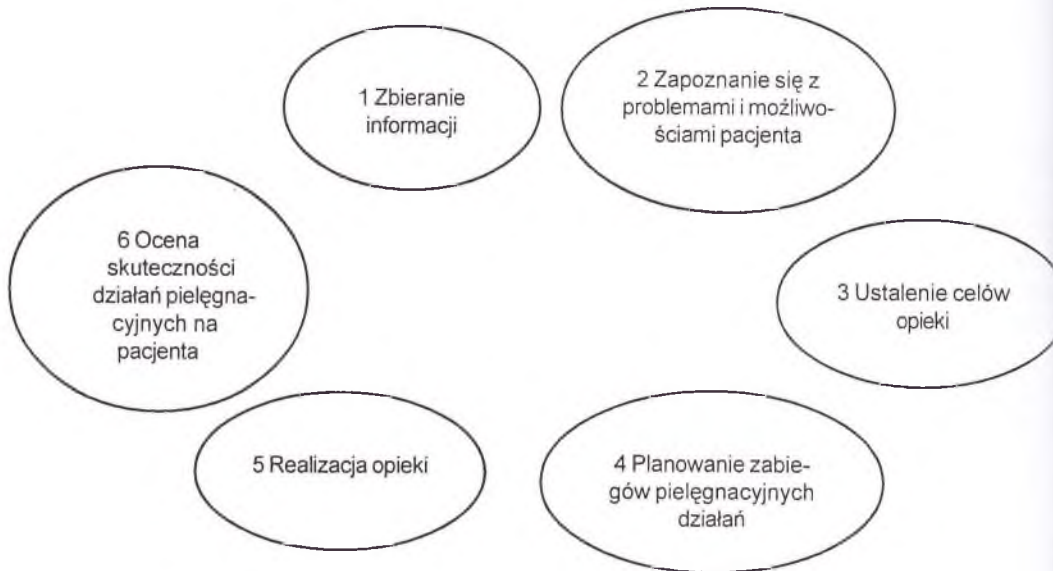 1 Zbieranie
informacji
2 Zapoznanie się z
problemami i możliwo-
ściami pacjenta
3 Ustalenie celów
opieki
4 Planowanie zabie-
gów pielęgnacyjnych
działań
5 Realizacja opieki
6 Ocena
skuteczności
działań pielęgna-
cyjnych na
pacjenta